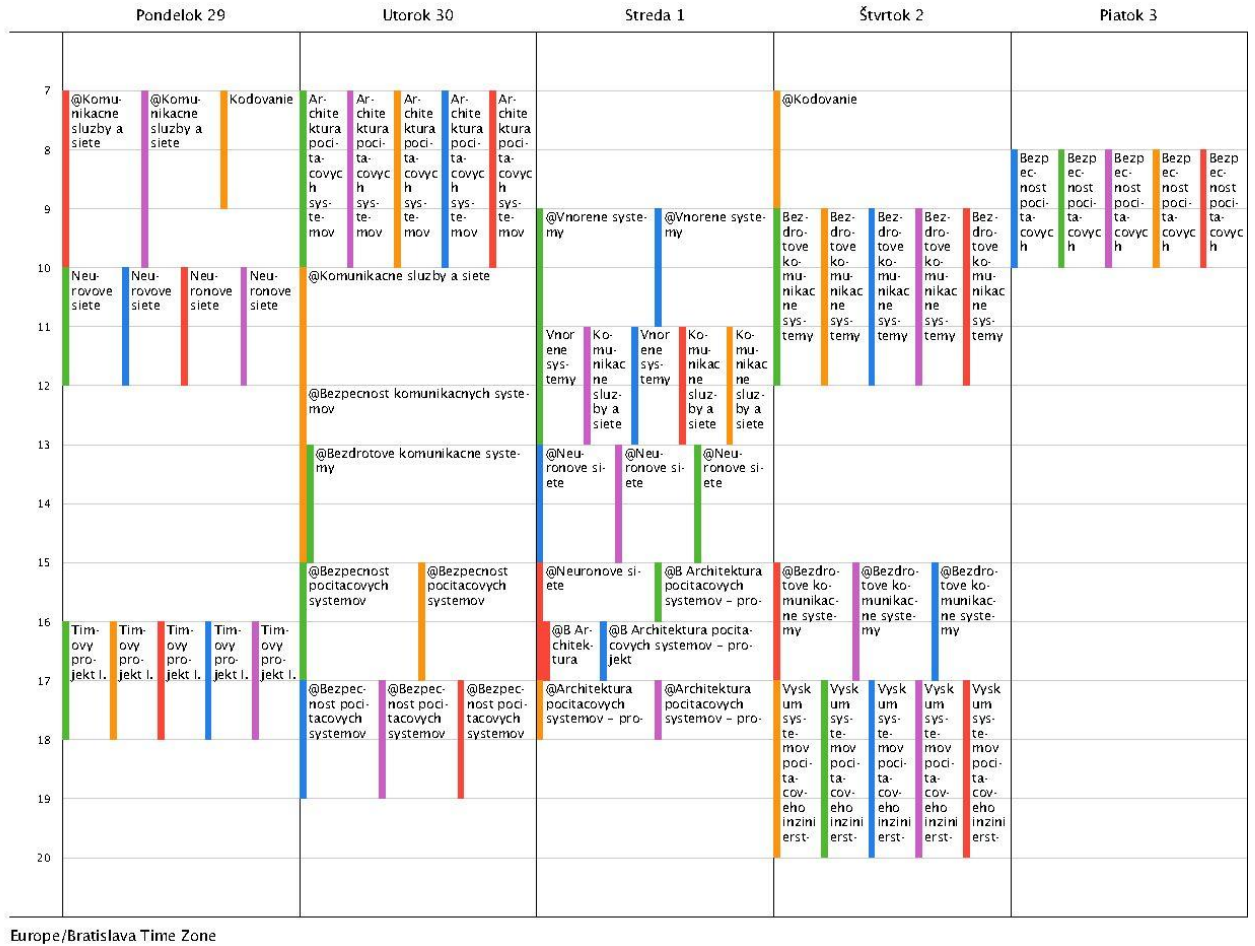 Pondelok 29
Utorok 30
Streda 1
Štvrtok 2
Piatok 3
7
8
9
10
11
12
13
14
15
16
17
18
19
20
@Komu-
nikacne
sluzby a
siete
@Komu-
nikacne
sluzby a
siete
Kodovanie
Neu-
rovove
siete
Neu-
rovove
siete
Neu-
ronove
siete
Neu-
ronove
siete
Tim-
ovy
pro-
jekt I.
Tim-
ovy
pro-
jekt I.
Tim-
ovy
pro-
jekt I.
Tim-
ovy
pro-
jekt I.
Tim-
ovy
pro-
jekt I.
Ar-
chite
ktura
poci-
ta-
covyc
h
sys-
te-
mov
Ar-
chite
ktura
poci-
ta-
covyc
h
sys-
te-
mov
Ar-
chite
ktura
poci-
ta-
covyc
h
sys-
te-
mov
Ar-
chite
ktura
poci-
ta-
covyc
h
sys-
te-
mov
Ar-
chite
ktura
poci-
ta-
covyc
h
sys-
te-
mov
@Komunikacne sluzby a siete
@Bezpecnost komunikacnych syste-
mov
@Bezdrotove komunikacne syste-
my
@Bezpecnost
pocitacovych
systemov
@Bezpecnost
pocitacovych
systemov
@Bezpec-
nost poci-
tacovych
systemov
@Bezpec-
nost poci-
tacovych
systemov
@Bezpec-
nost poci-
tacovych
systemov
@Vnorene syste-
my
@Vnorene syste-
my
Vnor
ene
sys-
temy
Ko-
mu-
nikac
ne
sluz-
by a
siete
Vnor
ene
sys-
temy
Ko-
mu-
nikac
ne
sluz-
by a
siete
Ko-
mu-
nikac
ne
sluz-
by a
siete
@Neu-
ronove si-
ete
@Neu-
ronove si-
ete
@Neu-
ronove si-
ete
@Neuronove si-
ete
@B Architektura
pocitacovych
systemov – pro-
@B Ar-
chitek-
tura
@B Architektura pocita-
covych systemov – pro-
jekt
@Architektura
pocitacovych
systemov – pro-
@Architektura
pocitacovych
systemov – pro-
@Kodovanie
Bez-
dro-
tove
ko-
mu-
nikac
ne
sys-
temy
Bez-
dro-
tove
ko-
mu-
nikac
ne
sys-
temy
Bez-
dro-
tove
ko-
mu-
nikac
ne
sys-
temy
Bez-
dro-
tove
ko-
mu-
nikac
ne
sys-
temy
Bez-
dro-
tove
ko-
mu-
nikac
ne
sys-
temy
@Bezdro-
tove ko-
munikac-
ne syste-
my
@Bezdro-
tove ko-
munikac-
ne syste-
my
@Bezdro-
tove ko-
munikac-
ne syste-
my
Vysk
um
sys-
te-
mov
poci-
ta-
cov-
eho
inzini
erst-
Vysk
um
sys-
te-
mov
poci-
ta-
cov-
eho
inzini
erst-
Vysk
um
sys-
te-
mov
poci-
ta-
cov-
eho
inzini
erst-
Vysk
um
sys-
te-
mov
poci-
ta-
cov-
eho
inzini
erst-
Vysk
um
sys-
te-
mov
poci-
ta-
cov-
eho
inzini
erst-
Bezp
ec-
nost
poci-
ta-
covyc
h
Bezp
ec-
nost
poci-
ta-
covyc
h
Bezp
ec-
nost
poci-
ta-
covyc
h
Bezp
ec-
nost
poci-
ta-
covyc
h
Bezp
ec-
nost
poci-
ta-
covyc
h
Europe/Bratislava Time Zone